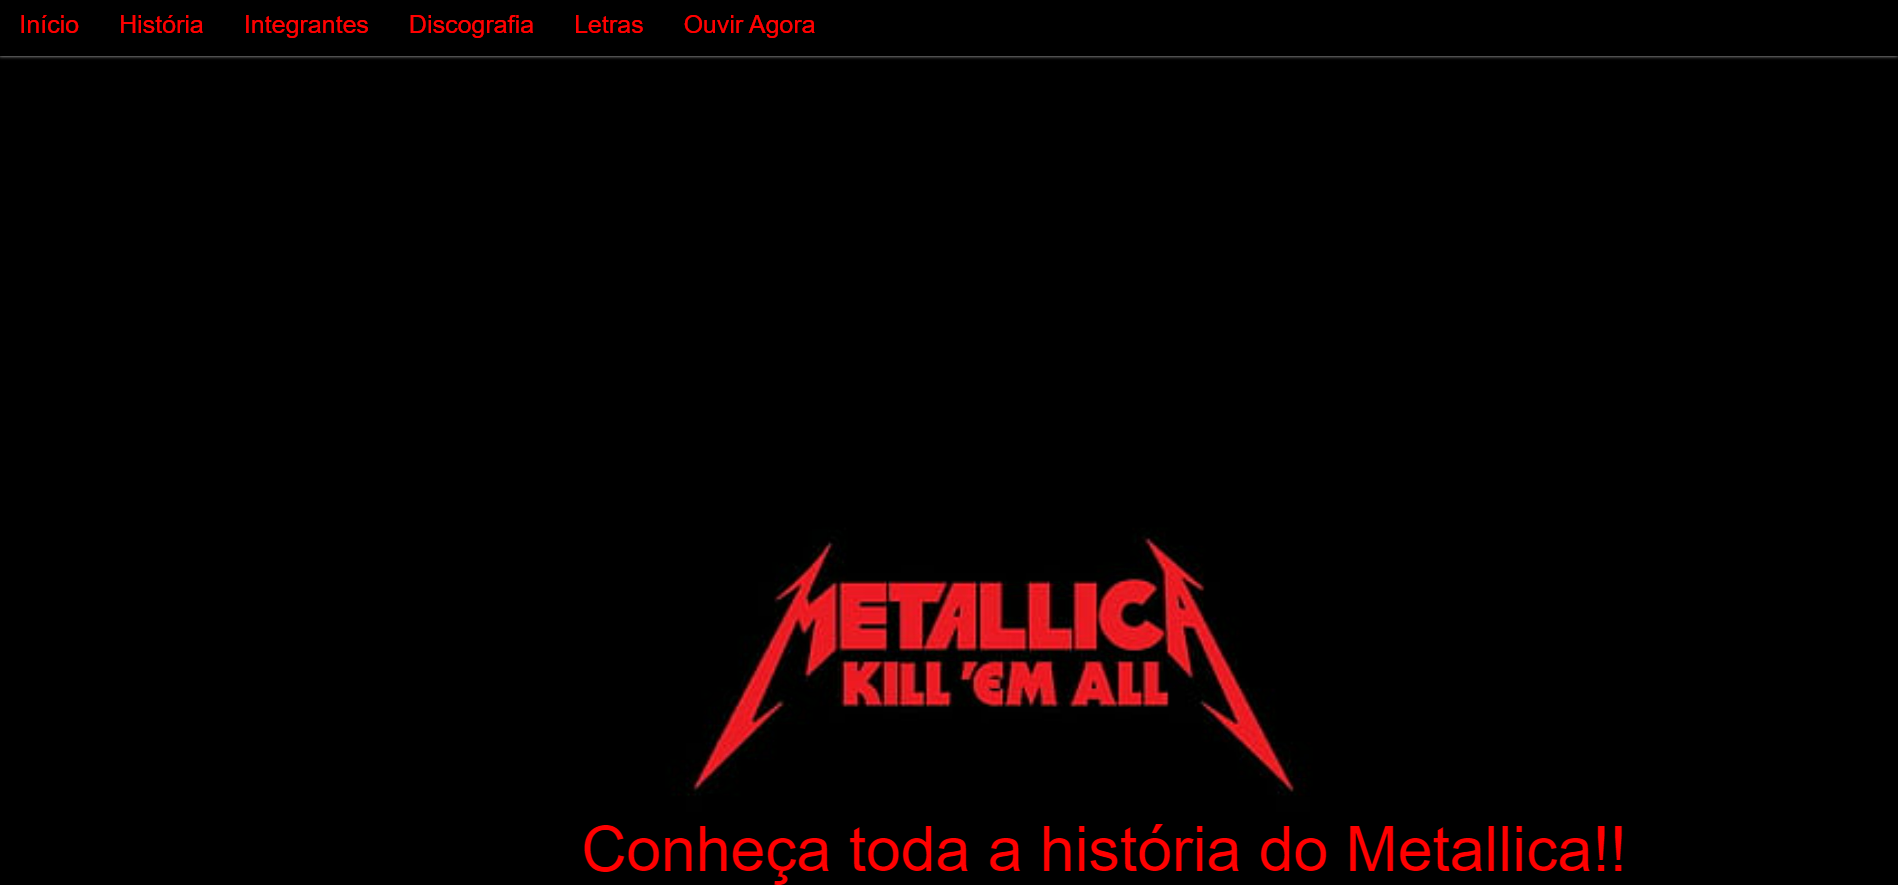 Início História Integrantes Discografia Letras Ouvir Agora
METALLICA
KILL 'EM ALL
Conheça toda a história do Metallica!!